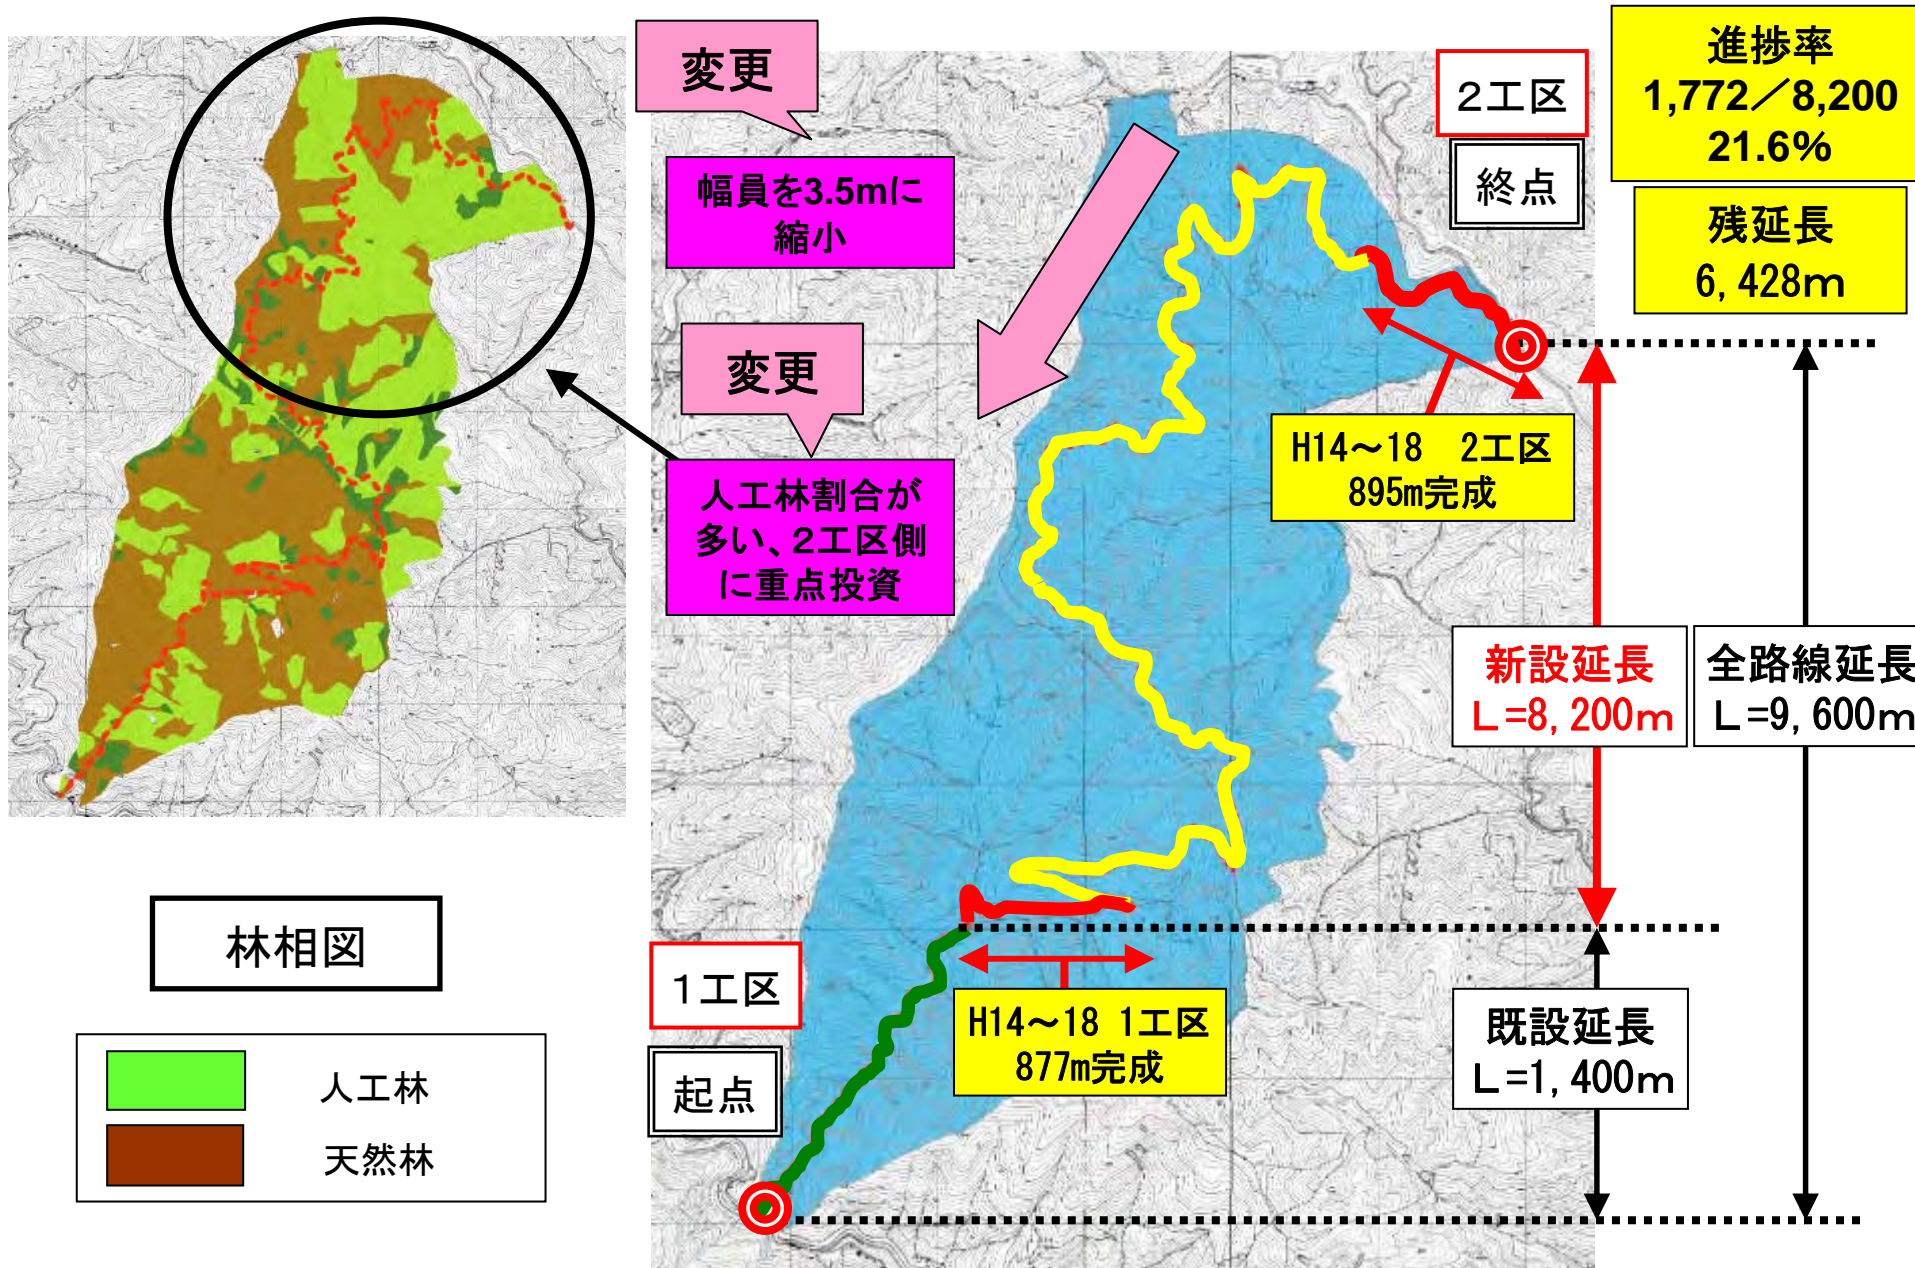 変更
幅員を3.5mに
縮小
変更
人工林割合が
多い、2工区側
に重点投資
2工区
終点
進捗率
1,772/8,200
21.6%
残延長
6,428m
H14~18 2工区
895m完成
新設延長
L=8,200m
全路線延長
L=9,600m
林相図
人工林
天然林
1工区
起点
H14~18 1工区
877m完成
既設延長
L=1,400m